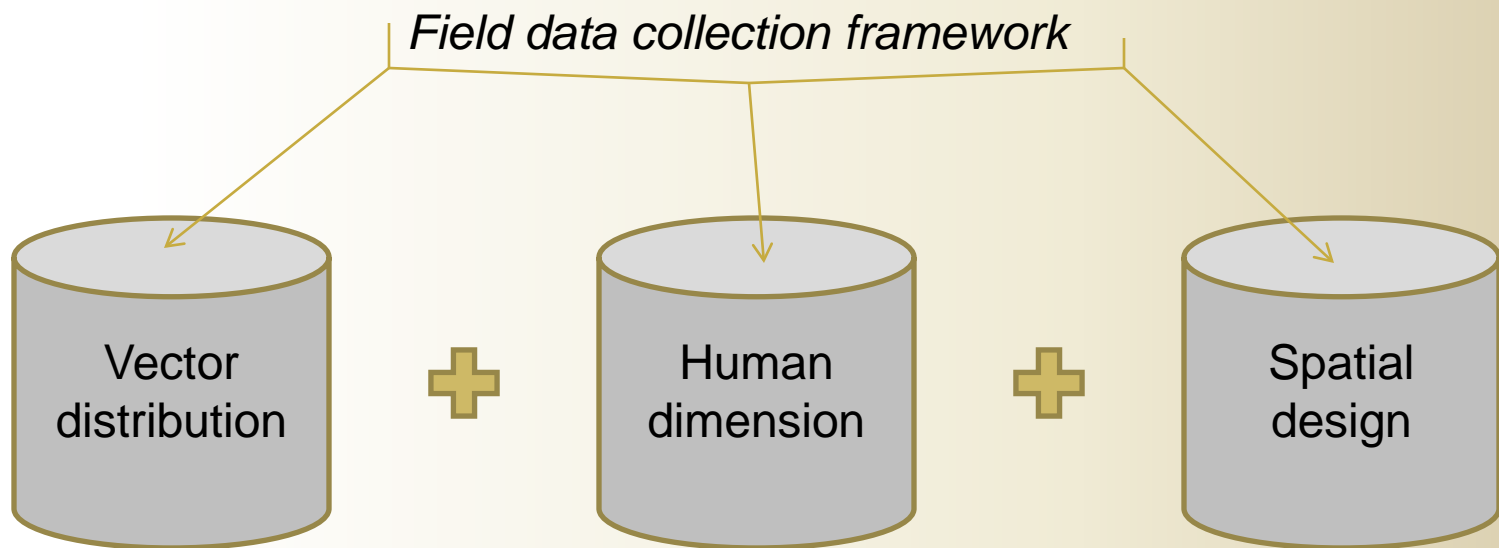 Field data collection framework
Vector
distribution
Human
dimension
Spatial
design